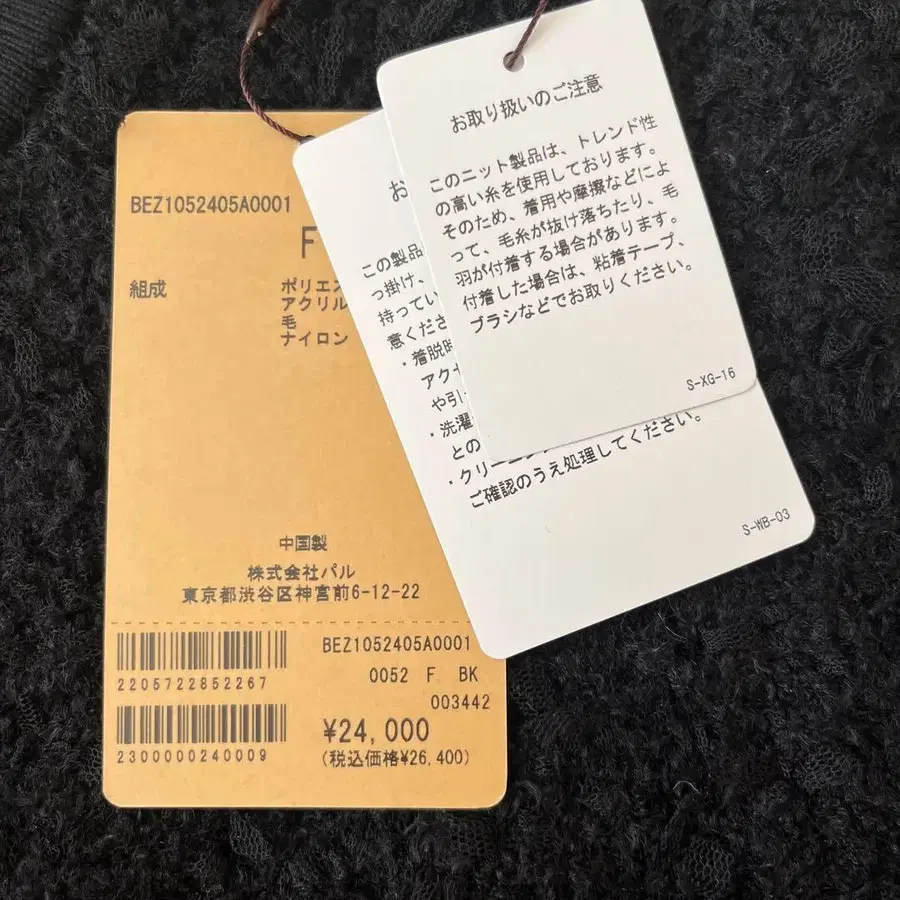 BEZ1052405A0001
F
組成
ポリエス
アクリル
毛
ナイロン
中国製
株式会社パル
東京都渋谷区神宮前6-12-22
BEZ1052405A0001
2205722852267
0052 F BK
003442
2300000240009
¥24,000
(税込価格¥26,400)
お
この製品
っ掛け、
持ってい
意くださ
・着脱時
アクセ
や引
・洗濯
との
・クリーニング
ご確認のうえ処理してください。
S-WB-03
お取り扱いのご注意
このニット製品は、トレンド性
の高い糸を使用しております。
そのため、着用や摩擦などによ
って、毛糸が抜け落ちたり、毛
羽が付着する場合があります。
付着した場合は、粘着テープ、
ブラシなどでお取りください。
S-XG-16